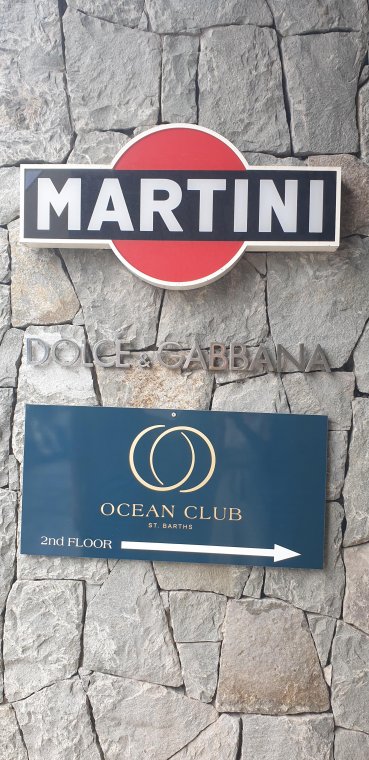 MARTINI
DOLCE & GABBANA
OCEAN CLUB
ST. BARTHS
2nd FLOOR